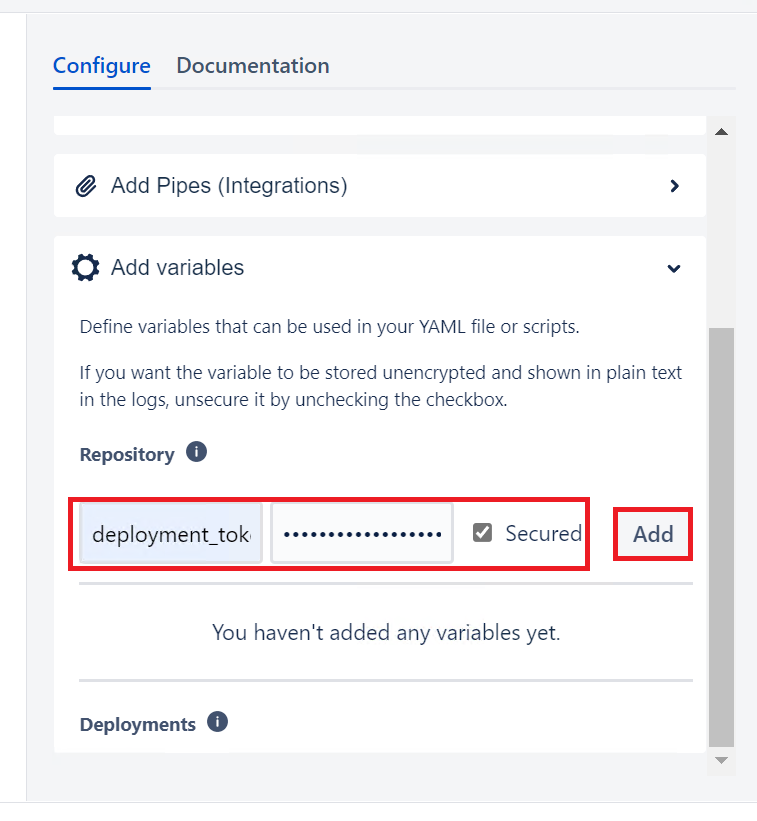 Configure Documentation
Add Pipes (Integrations)
Add variables
Define variables that can be used in your YAML file or scripts.
If you want the variable to be stored unencrypted and shown in plain text
in the logs, unsecure it by unchecking the checkbox.
Repository
deployment_tok •••••••••••••••••• Secured Add
You haven't added any variables yet.
Deployments